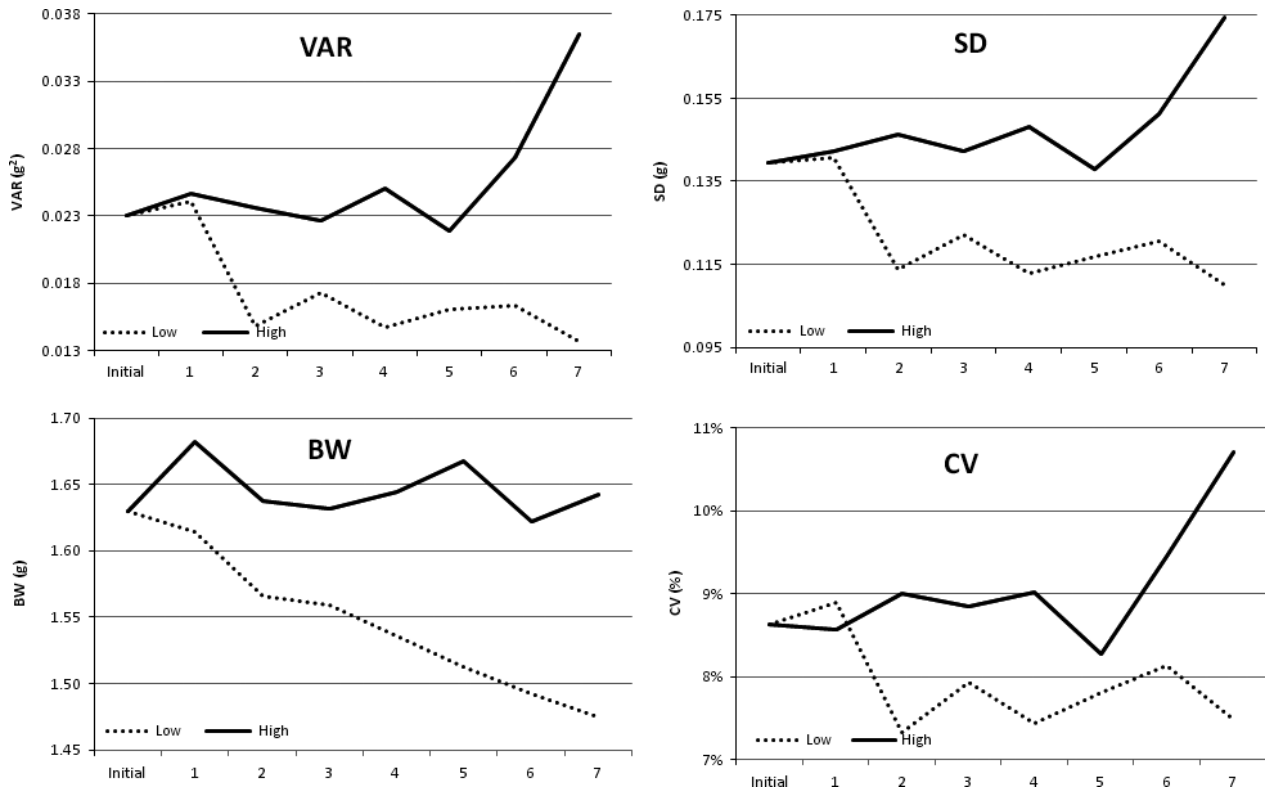 VAR
VAR (g²)
0.038
0.033
0.028
0.023
0.018
0.013
Low High
Initial 1 2 3 4 5 6 7
SD
SD (g)
0.175
0.155
0.135
0.115
0.095
Low High
Initial 1 2 3 4 5 6 7
BW
BW (g)
1.70
1.65
1.60
1.55
1.50
1.45
Low High
Initial 1 2 3 4 5 6 7
CV
CV (%)
11%
10%
9%
8%
7%
Low High
Initial 1 2 3 4 5 6 7